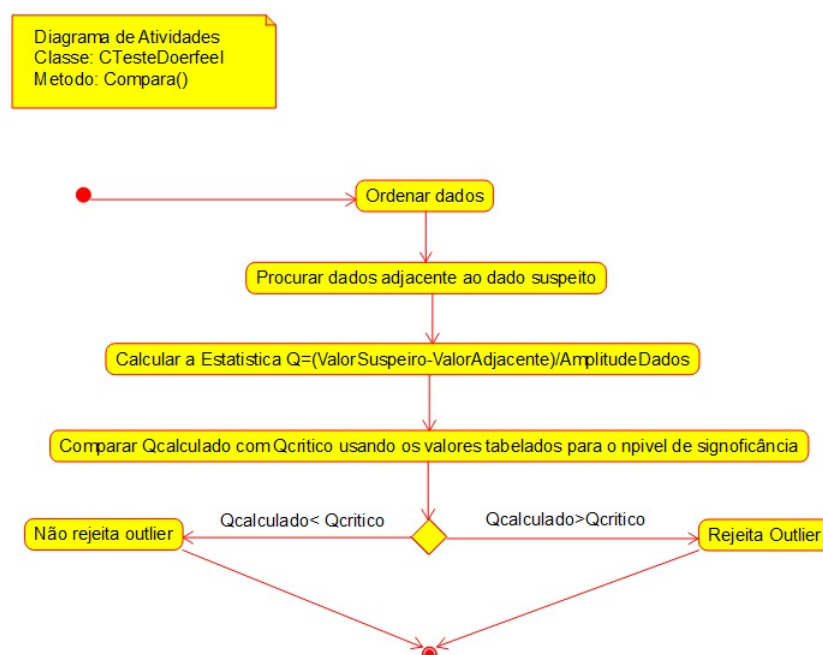 Diagrama de Atividades
Classe: CTesteDoerfeel
Metodo: Compara()
Ordenar dados
Procurar dados adjacente ao dado suspeito
Calcular a Estatistica Q=(ValorSuspeiro-ValorAdjacente)/AmplitudeDados
Comparar Qcalculado com Qcritico usando os valores tabelados para o npivel de signoficância
Qcalculado< Qcritico
Qcalculado>Qcritico
Não rejeita outlier
Rejeita Outlier